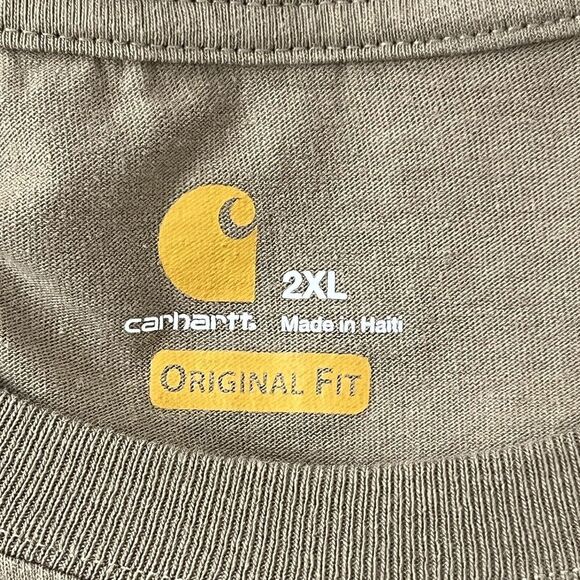 2XL
carhartt.
Made in Haiti
ORIGINAL FIT